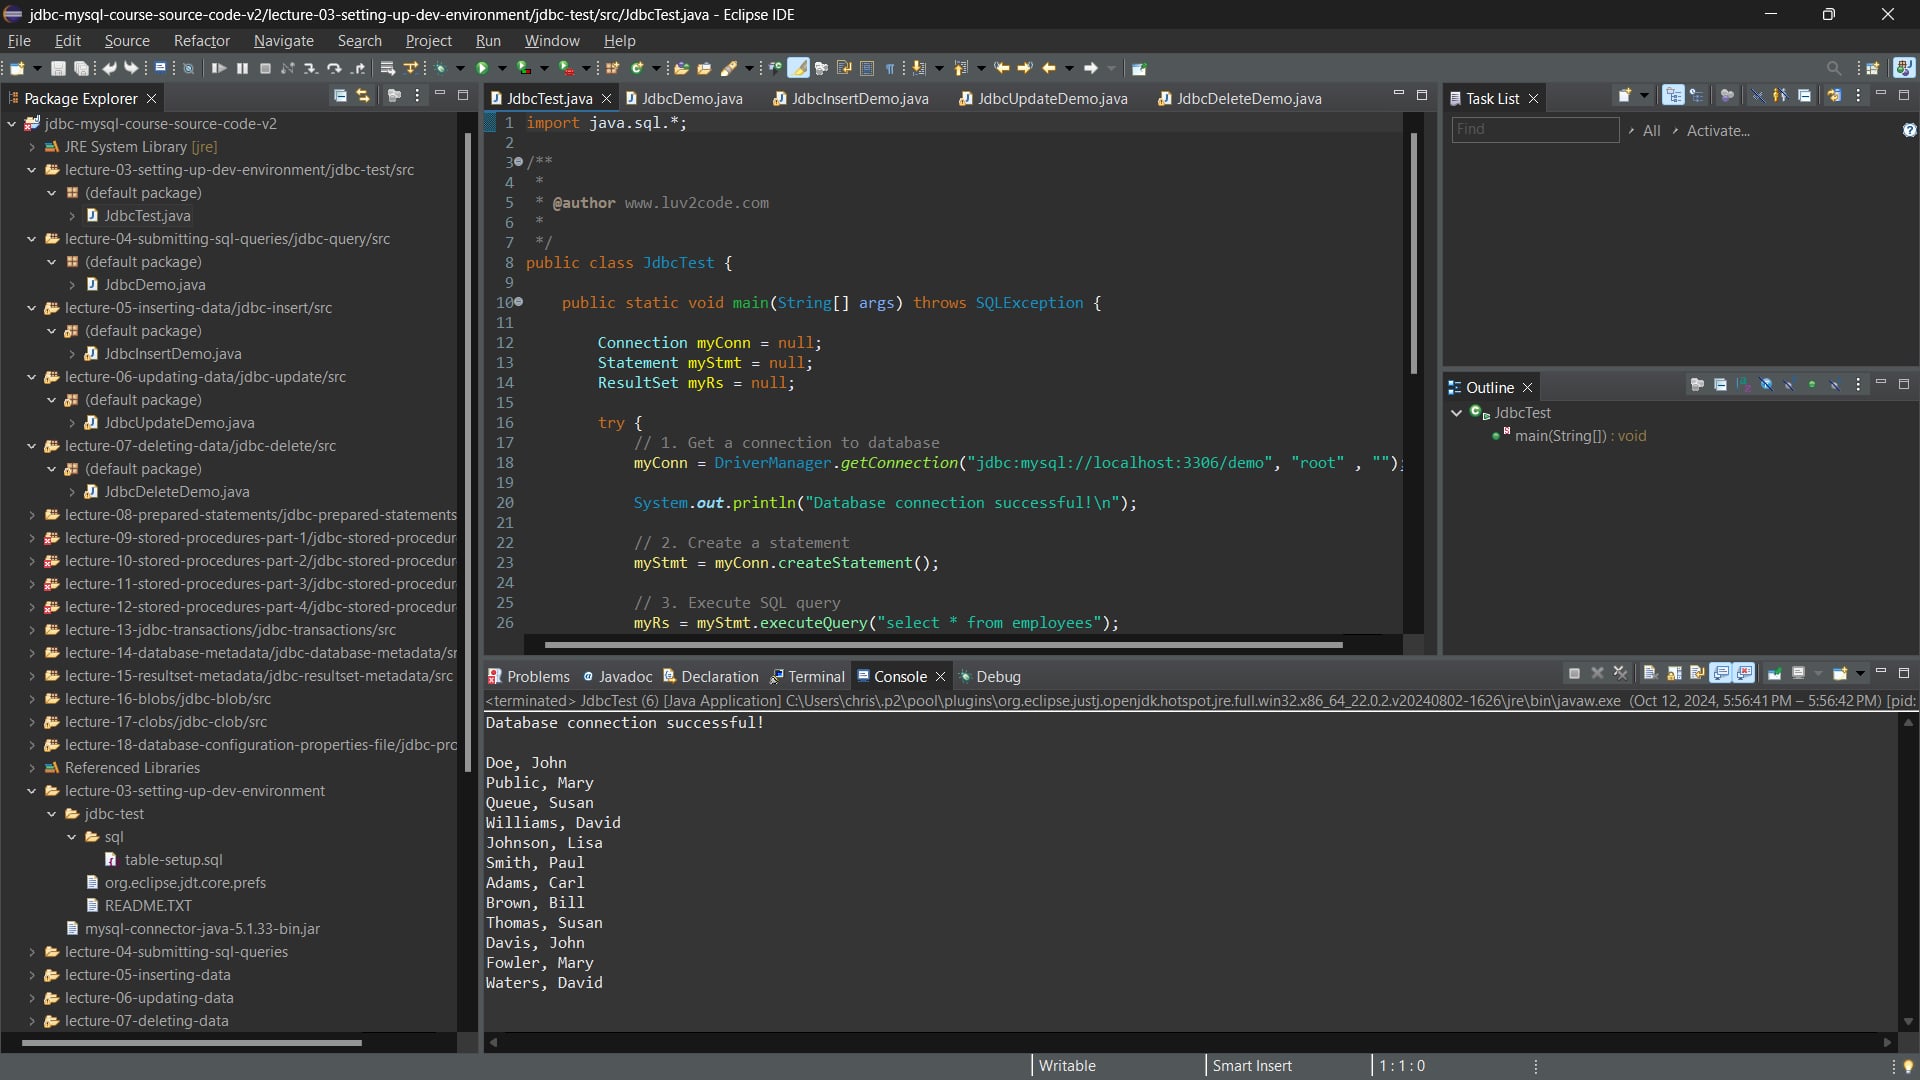 jdbc-mysql-course-source-code-v2/lecture-03-setting-up-dev-environment/jdbc-test/src/JdbcTest.java - Eclipse IDE
File Edit Source Refactor Navigate Search Project Run Window Help
Package Explorer
jdbc-mysql-course-source-code-v2
JRE System Library [jre]
lecture-03-setting-up-dev-environment/jdbc-test/src
(default package)
JdbcTest.java
lecture-04-submitting-sql-queries/jdbc-query/src
(default package)
JdbcDemo.java
lecture-05-inserting-data/jdbc-insert/src
(default package)
JdbcInsertDemo.java
lecture-06-updating-data/jdbc-update/src
(default package)
JdbcUpdateDemo.java
lecture-07-deleting-data/jdbc-delete/src
(default package)
JdbcDeleteDemo.java
lecture-08-prepared-statements/jdbc-prepared-statements
lecture-09-stored-procedures-part-1/jdbc-stored-procedur
lecture-10-stored-procedures-part-2/jdbc-stored-procedur
lecture-11-stored-procedures-part-3/jdbc-stored-procedur
lecture-12-stored-procedures-part-4/jdbc-stored-procedur
lecture-13-jdbc-transactions/jdbc-transactions/src
lecture-14-database-metadata/jdbc-database-metadata/sr
lecture-15-resultset-metadata/jdbc-resultset-metadata/src
lecture-16-blobs/jdbc-blob/src
lecture-17-clobs/jdbc-clob/src
lecture-18-database-configuration-properties-file/jdbc-pro
Referenced Libraries
lecture-03-setting-up-dev-environment
jdbc-test
sql
table-setup.sql
org.eclipse.jdt.core.prefs
README.TXT
mysql-connector-java-5.1.33-bin.jar
lecture-04-submitting-sql-queries
lecture-05-inserting-data
lecture-06-updating-data
lecture-07-deleting-data
JdbcTest.java JdbcDemo.java JdbcInsertDemo.java JdbcUpdateDemo.java JdbcDeleteDemo.java
1 import java.sql.*;
2
3 /**
4 *
5 * @author www.luv2code.com
6 *
7 */
8 public class JdbcTest {
9
10 public static void main(String[] args) throws SQLException {
11
12 Connection myConn = null;
13 Statement myStmt = null;
14 ResultSet myRs = null;
15
16 try {
17 // 1. Get a connection to database
18 myConn = DriverManager.getConnection("jdbc:mysql://localhost:3306/demo", "root" , "");
19
20 System.out.println("Database connection successful!\n");
21
22 // 2. Create a statement
23 myStmt = myConn.createStatement();
24
25 // 3. Execute SQL query
26 myRs = myStmt.executeQuery("select * from employees");
Task List
Find All Activate...
Outline
JdbcTest
main(String[]) : void
Problems Javadoc Declaration Terminal Console Debug
<terminated> JdbcTest (6) [Java Application] C:\Users\chris\.p2\pool\plugins\org.eclipse.justj.openjdk.hotspot.jre.full.win32.x86_64_22.0.2.v20240802-1626\jre\bin\javaw.exe (Oct 12, 2024, 5:56:41 PM – 5:56:42 PM) [pid:
Database connection successful!
Doe, John
Public, Mary
Queue, Susan
Williams, David
Johnson, Lisa
Smith, Paul
Adams, Carl
Brown, Bill
Thomas, Susan
Davis, John
Fowler, Mary
Waters, David
Writable Smart Insert 1 : 1 : 0